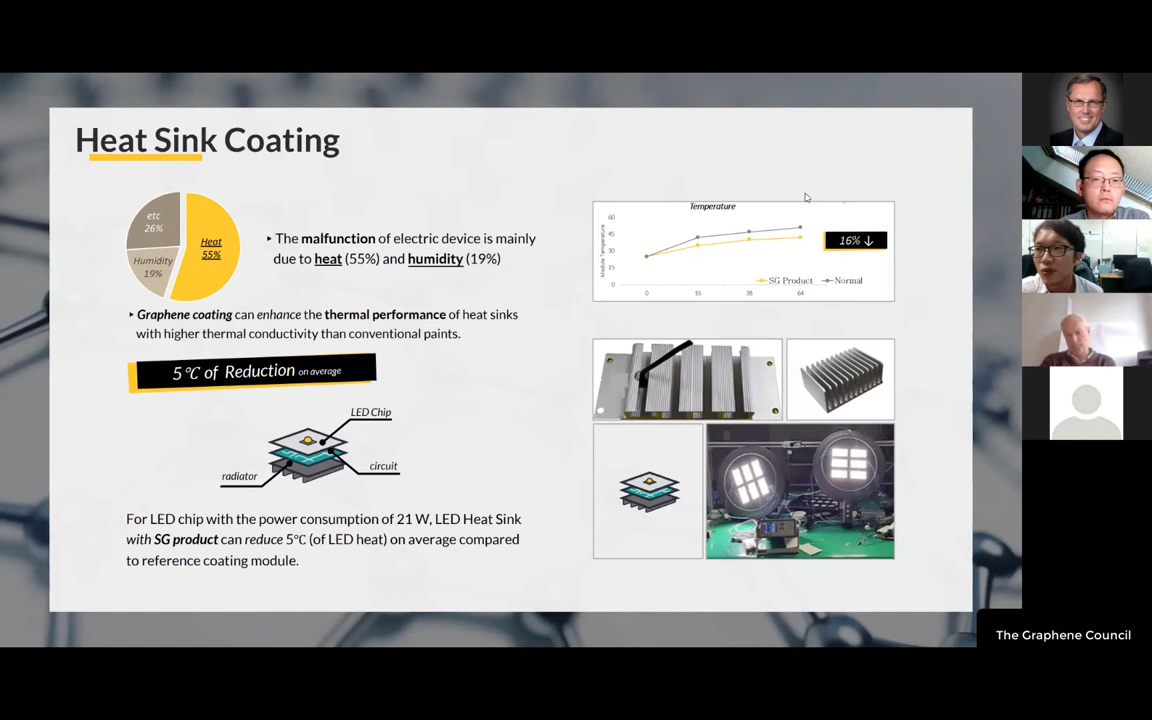 Heat Sink Coating
etc
26%
Heat
55%
Humidity
19%
‣ The malfunction of electric device is mainly
due to heat (55%) and humidity (19%)
‣ Graphene coating can enhance the thermal performance of heat sinks
with higher thermal conductivity than conventional paints.
5℃ of Reduction on average
LED Chip
circuit
radiator
For LED chip with the power consumption of 21 W, LED Heat Sink
with SG product can reduce 5℃ (of LED heat) on average compared
to reference coating module.
Temperature
Module Temperature
60
45
30
15
0
0 16 38 64
SG Product Normal
16% ↓
The Graphene Council